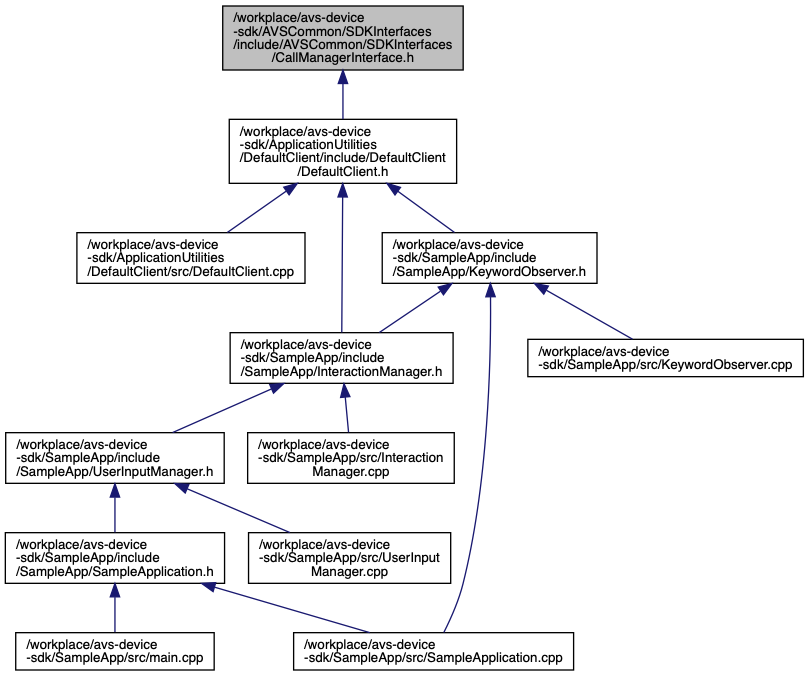 /workplace/avs-device
-sdk/AVSCommon/SDKInterfaces
/include/AVSCommon/SDKInterfaces
/CallManagerInterface.h
/workplace/avs-device
-sdk/ApplicationUtilities
/DefaultClient/include/DefaultClient
/DefaultClient.h
/workplace/avs-device
-sdk/ApplicationUtilities
/DefaultClient/src/DefaultClient.cpp
/workplace/avs-device
-sdk/SampleApp/include
/SampleApp/KeywordObserver.h
/workplace/avs-device
-sdk/SampleApp/include
/SampleApp/InteractionManager.h
/workplace/avs-device
-sdk/SampleApp/src/KeywordObserver.cpp
/workplace/avs-device
-sdk/SampleApp/include
/SampleApp/UserInputManager.h
/workplace/avs-device
-sdk/SampleApp/src/Interaction
Manager.cpp
/workplace/avs-device
-sdk/SampleApp/include
/SampleApp/SampleApplication.h
/workplace/avs-device
-sdk/SampleApp/src/UserInput
Manager.cpp
/workplace/avs-device
-sdk/SampleApp/src/main.cpp
/workplace/avs-device
-sdk/SampleApp/src/SampleApplication.cpp